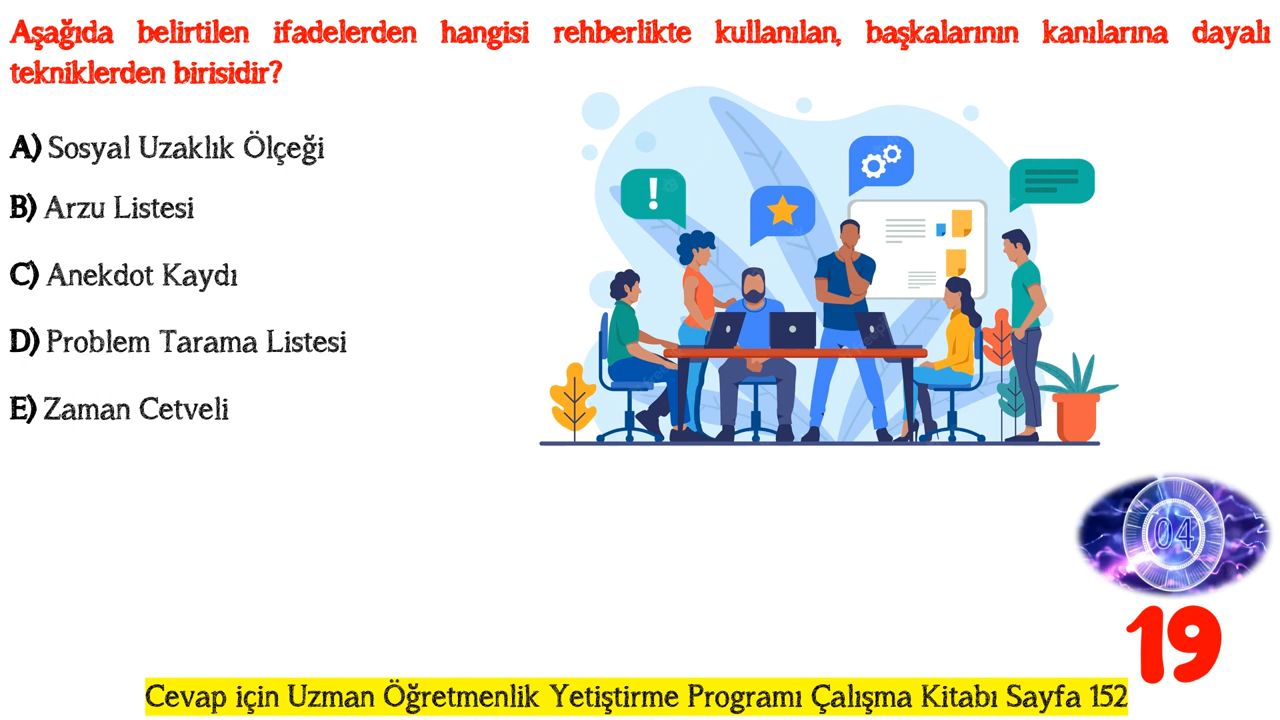 Aşağıda belirtilen ifadelerden hangisi rehberlikte kullanılan, başkalarının kanılarına dayalı
tekniklerden birisidir?
A) Sosyal Uzaklık Ölçeği
B) Arzu Listesi
C) Anekdot Kaydı
D) Problem Tarama Listesi
E) Zaman Cetveli
!
04
19
Cevap için Uzman Öğretmenlik Yetiştirme Programı Çalışma Kitabı Sayfa 152